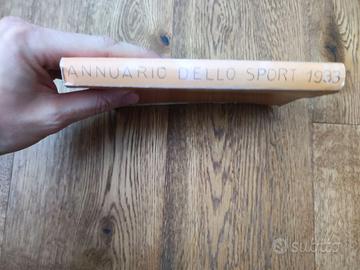 ANNUARIO DELLO SPORT 1933
subito